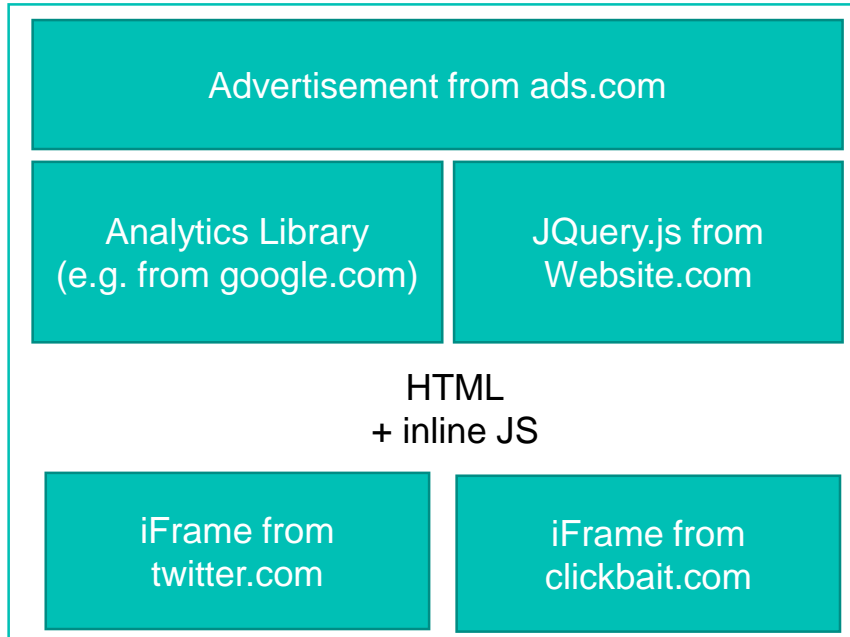 Advertisement from ads.com
Analytics Library
(e.g. from google.com)
JQuery.js from
Website.com
HTML
+ inline JS
iFrame from
twitter.com
iFrame from
clickbait.com